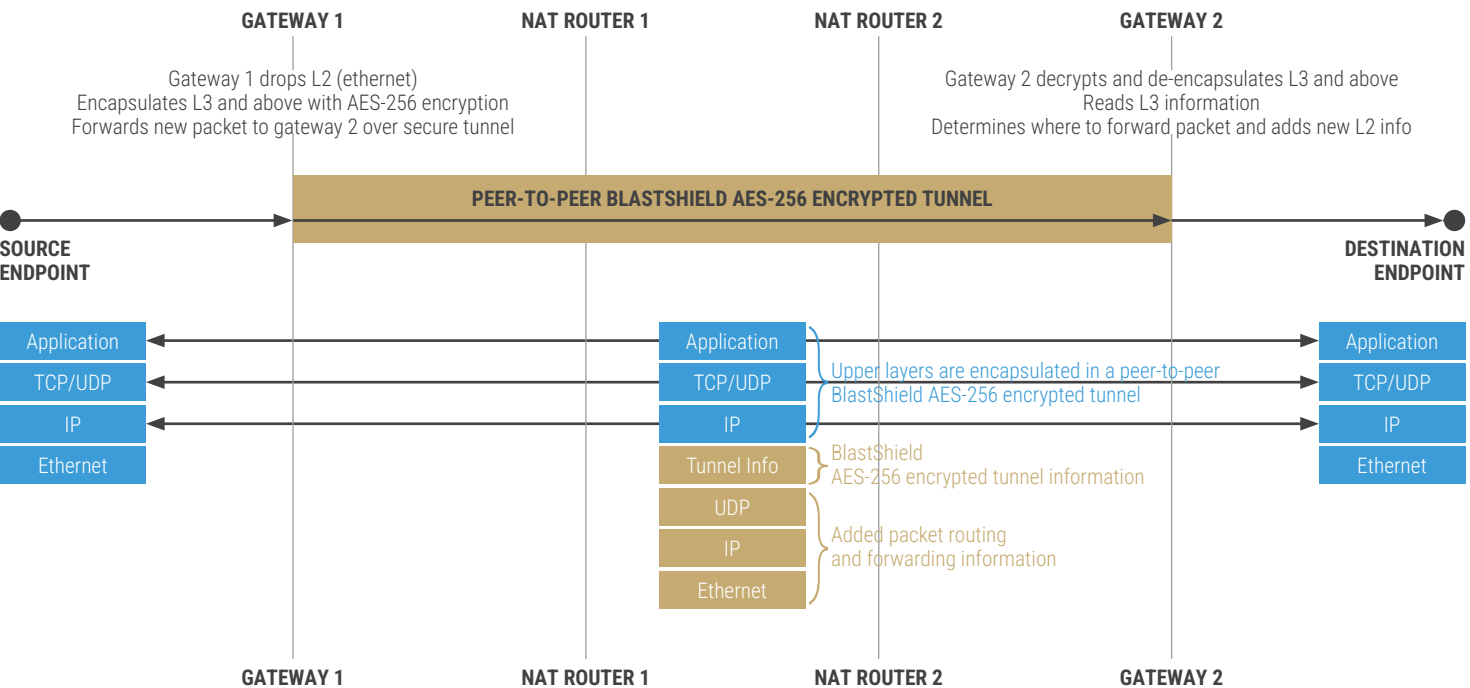 GATEWAY 1
NAT ROUTER 1
NAT ROUTER 2
GATEWAY 2
Gateway 1 drops L2 (ethernet)
Encapsulates L3 and above with AES-256 encryption
Forwards new packet to gateway 2 over secure tunnel
Gateway 2 decrypts and de-encapsulates L3 and above
Reads L3 information
Determines where to forward packet and adds new L2 info
PEER-TO-PEER BLASTSHIELD AES-256 ENCRYPTED TUNNEL
SOURCE
ENDPOINT
DESTINATION
ENDPOINT
Application
TCP/UDP
IP
Ethernet
Application
TCP/UDP
IP
Tunnel Info
UDP
IP
Ethernet
Upper layers are encapsulated in a peer-to-peer
BlastShield AES-256 encrypted tunnel
BlastShield
AES-256 encrypted tunnel information
Added packet routing
and forwarding information
Application
TCP/UDP
IP
Ethernet
GATEWAY 1
NAT ROUTER 1
NAT ROUTER 2
GATEWAY 2